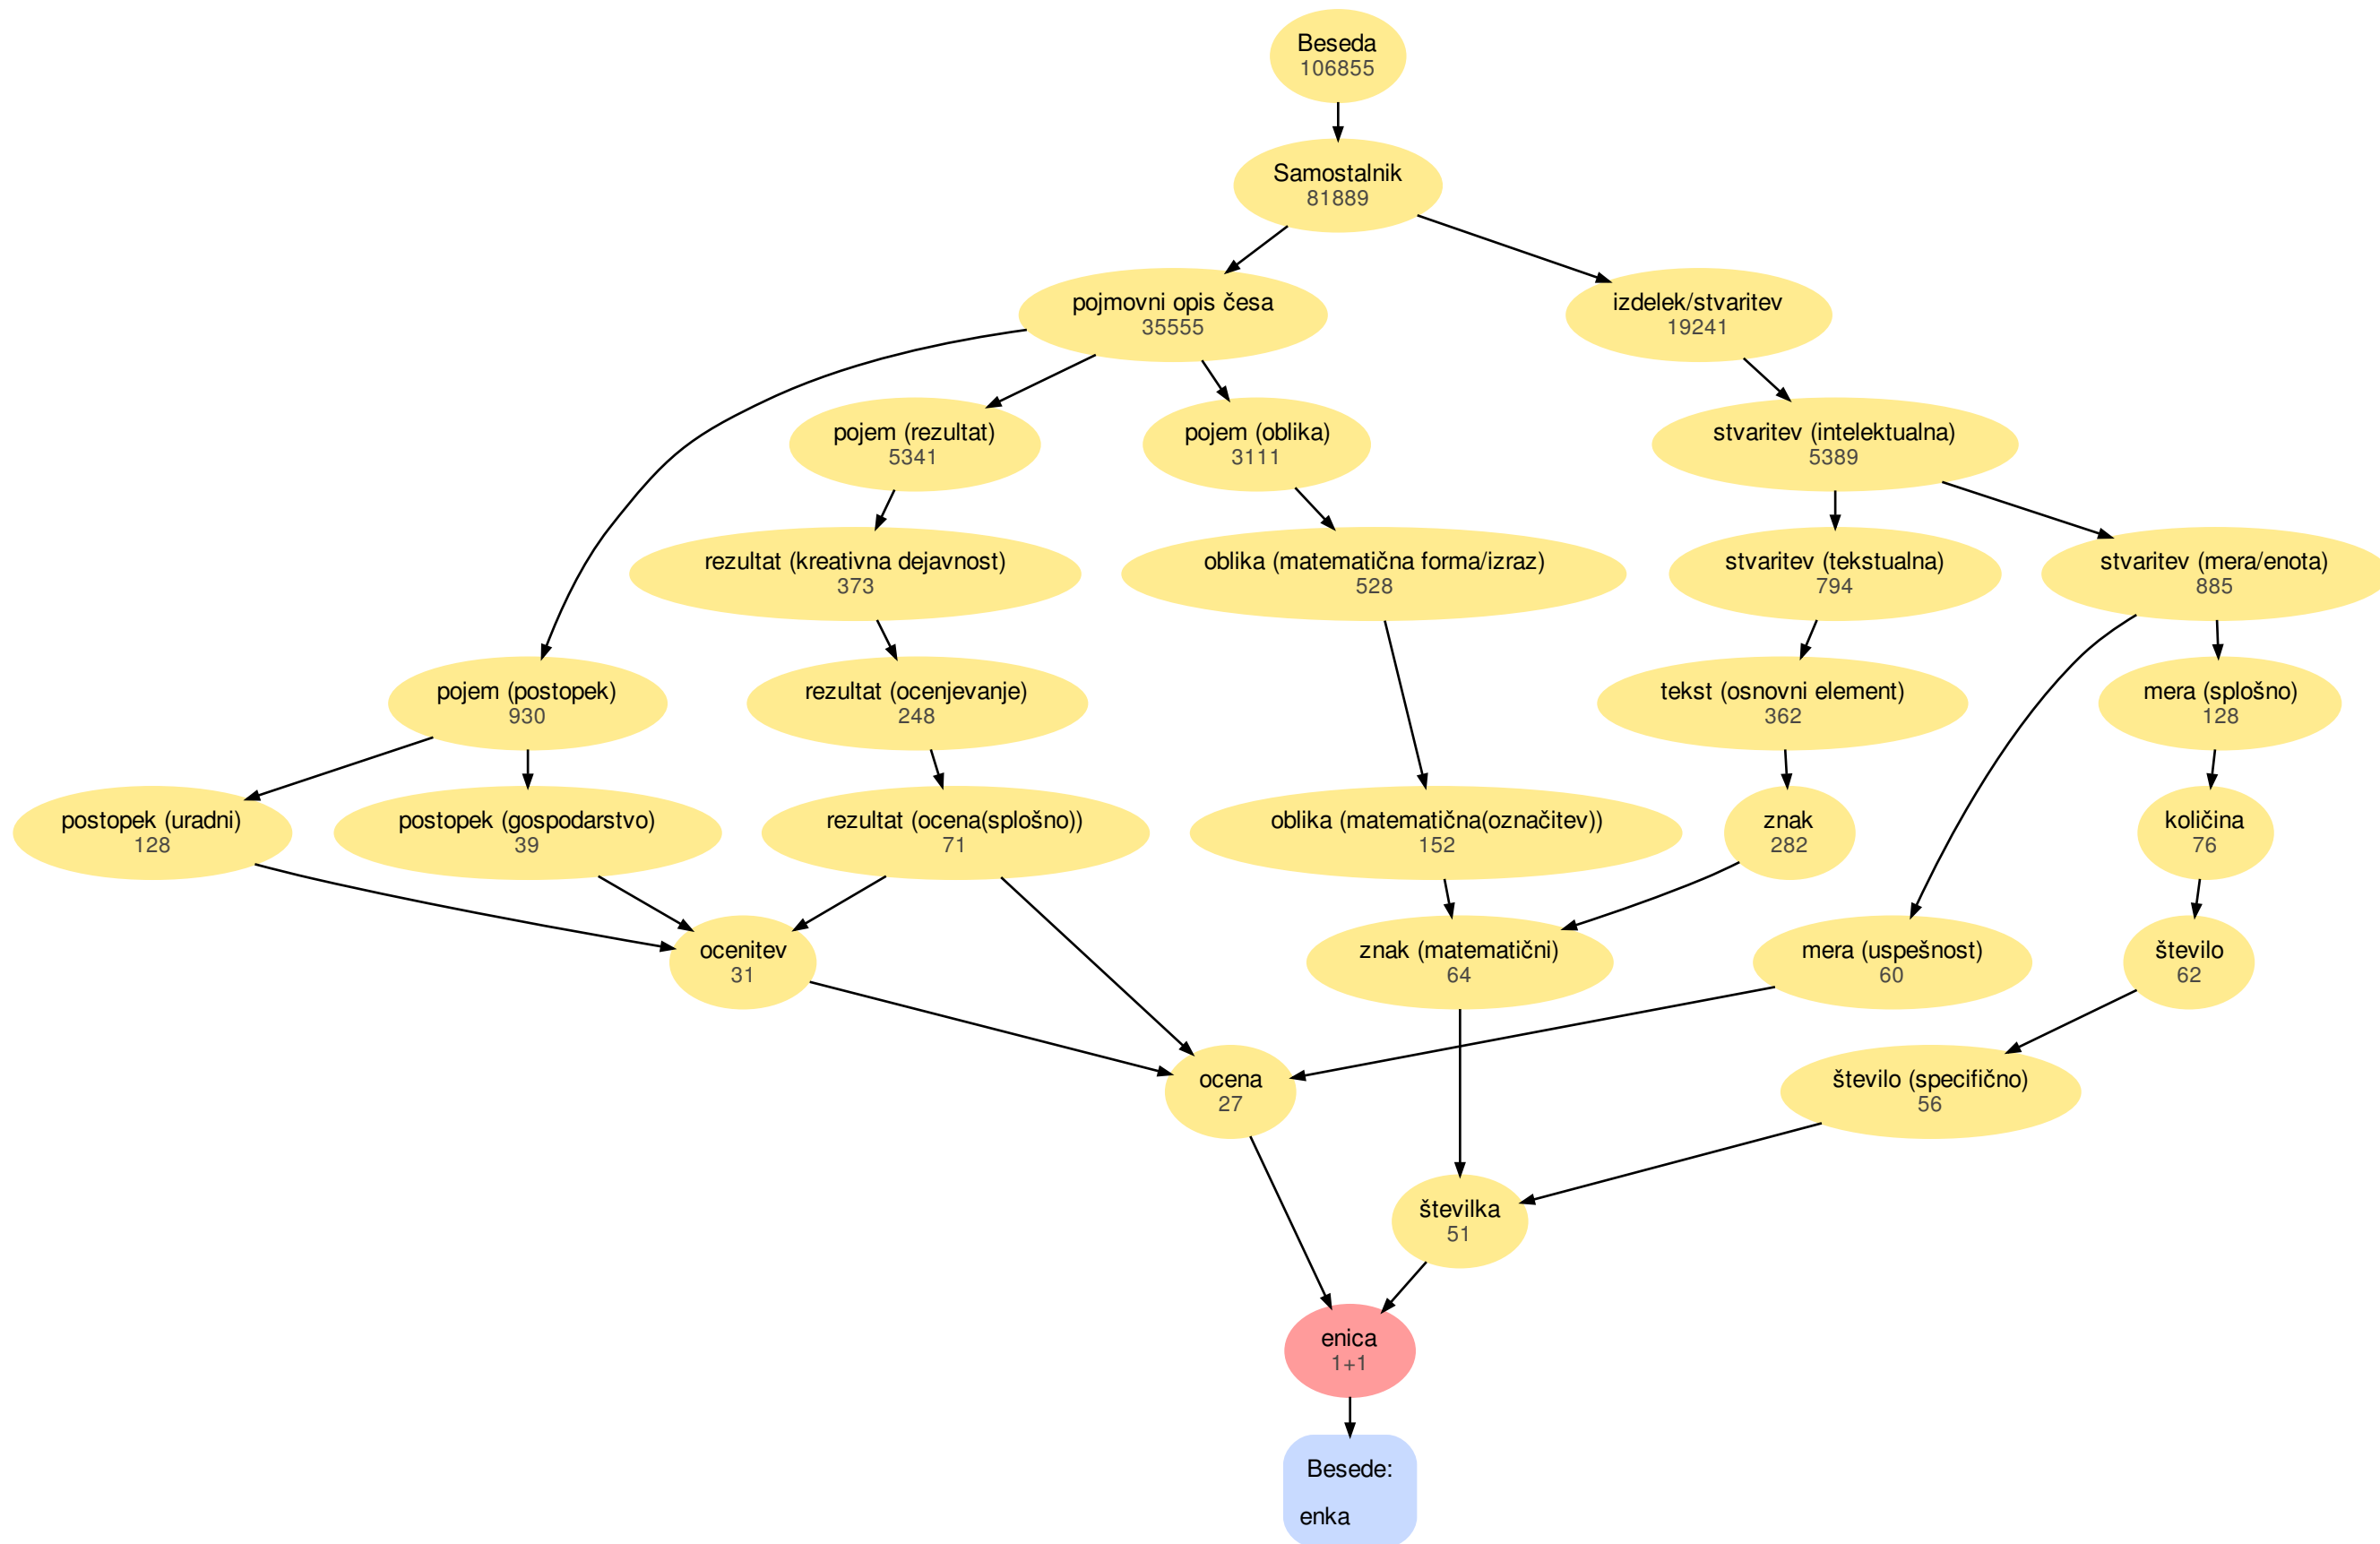 Beseda
106855
Samostalnik
81889
pojmovni opis česa
35555
izdelek/stvaritev
19241
pojem (rezultat)
5341
pojem (oblika)
3111
stvaritev (intelektualna)
5389
rezultat (kreativna dejavnost)
373
oblika (matematična forma/izraz)
528
stvaritev (tekstualna)
794
stvaritev (mera/enota)
885
pojem (postopek)
930
rezultat (ocenjevanje)
248
tekst (osnovni element)
362
mera (splošno)
128
postopek (uradni)
128
postopek (gospodarstvo)
39
rezultat (ocena(splošno))
71
oblika (matematična(označitev))
152
znak
282
količina
76
ocenitev
31
znak (matematični)
64
mera (uspešnost)
60
število
62
ocena
27
število (specifično)
56
številka
51
enica
1+1
Besede:
enka